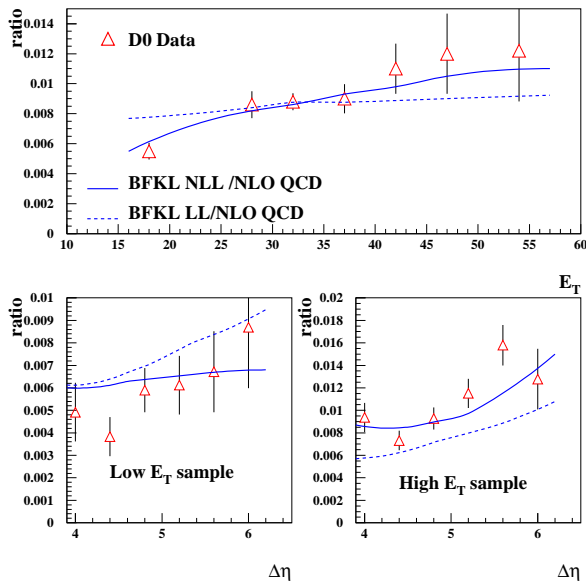 ratio
0.014
0.012
0.01
0.008
0.006
0.004
0.002
0
D0 Data
BFKL NLL /NLO QCD
BFKL LL/NLO QCD
10 15 20 25 30 35 40 45 50 55 60
E_T
ratio
0.01
0.009
0.008
0.007
0.006
0.005
0.004
0.003
0.002
0.001
0
Low E_T sample
4 5 6
Δη
ratio
0.02
0.018
0.016
0.014
0.012
0.01
0.008
0.006
0.004
0.002
0
High E_T sample
4 5 6
Δη